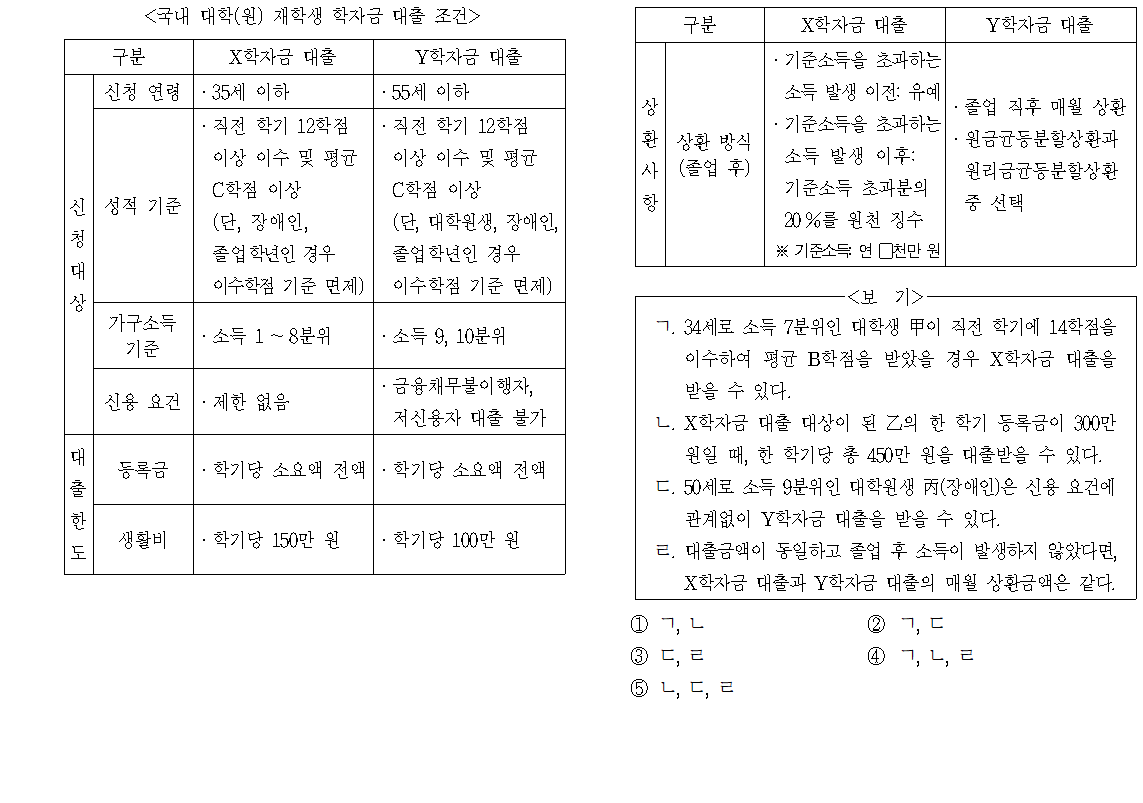 <국내 대학(원) 재학생 학자금 대출 조건>
구분 X학자금 대출 Y학자금 대출
신청 대상
신청 연령 · 35세 이하 · 55세 이하
성적 기준
· 직전 학기 12학점
이상 이수 및 평균
C학점 이상
(단, 장애인,
졸업학년인 경우
이수학점 기준 면제)
· 직전 학기 12학점
이상 이수 및 평균
C학점 이상
(단, 대학원생, 장애인,
졸업학년인 경우
이수학점 기준 면제)
가구소득
기준
· 소득 1 ~ 8분위 · 소득 9, 10분위
신용 요건 · 제한 없음
· 금융채무불이행자,
저신용자 대출 불가
대출한도
등록금 · 학기당 소요액 전액 · 학기당 소요액 전액
생활비 · 학기당 150만 원 · 학기당 100만 원
구분 X학자금 대출 Y학자금 대출
상환사항
상환 방식
(졸업 후)
· 기준소득을 초과하는
소득 발생 이전: 유예
· 기준소득을 초과하는
소득 발생 이후:
기준소득 초과분의
20 %를 원천 징수
※ 기준소득: 연 □천만 원
· 졸업 직후 매월 상환
· 원금균등분할상환과
원리금균등분할상환
중 선택
<보 기>
ㄱ. 34세로 소득 7분위인 대학생 甲이 직전 학기에 14학점을
이수하여 평균 B학점을 받았을 경우 X학자금 대출을
받을 수 있다.
ㄴ. X학자금 대출 대상이 된 乙의 한 학기 등록금이 300만
원일 때, 한 학기당 총 450만 원을 대출받을 수 있다.
ㄷ. 50세로 소득 9분위인 대학원생 丙(장애인)은 신용 요건에
관계없이 Y학자금 대출을 받을 수 있다.
ㄹ. 대출금액이 동일하고 졸업 후 소득이 발생하지 않았다면,
X학자금 대출과 Y학자금 대출의 매월 상환금액은 같다.
① ㄱ, ㄴ ② ㄱ, ㄷ
③ ㄷ, ㄹ ④ ㄱ, ㄴ, ㄹ
⑤ ㄴ, ㄷ, ㄹ